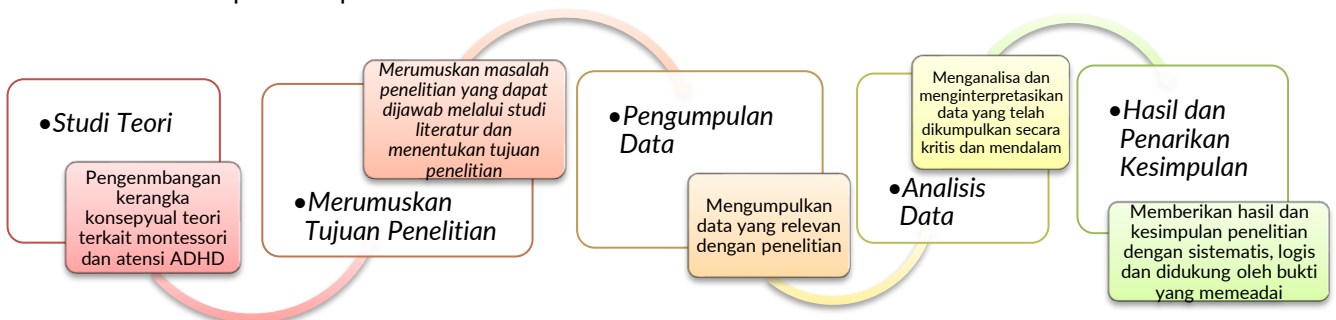 •Studi Teori
Pengenmbangan
kerangka
konsepyual teori
terkait montessori
dan atensi ADHD
Merumuskan masalah
penelitian yang dapat
dijawab melalui studi
literatur dan
menentukan tujuan
penelitian
•Merumuskan
Tujuan Penelitian
•Pengumpulan
Data
Mengumpulkan
data yang relevan
dengan penelitian
Menganalisa dan
menginterpretasikan
data yang telah
dikumpulkan secara
kritis dan mendalam
•Analisis
Data
•Hasil dan
Penarikan
Kesimpulan
Memberikan hasil dan
kesimpulan penelitian
dengan sistematis, logis
dan didukung oleh bukti
yang memeadai